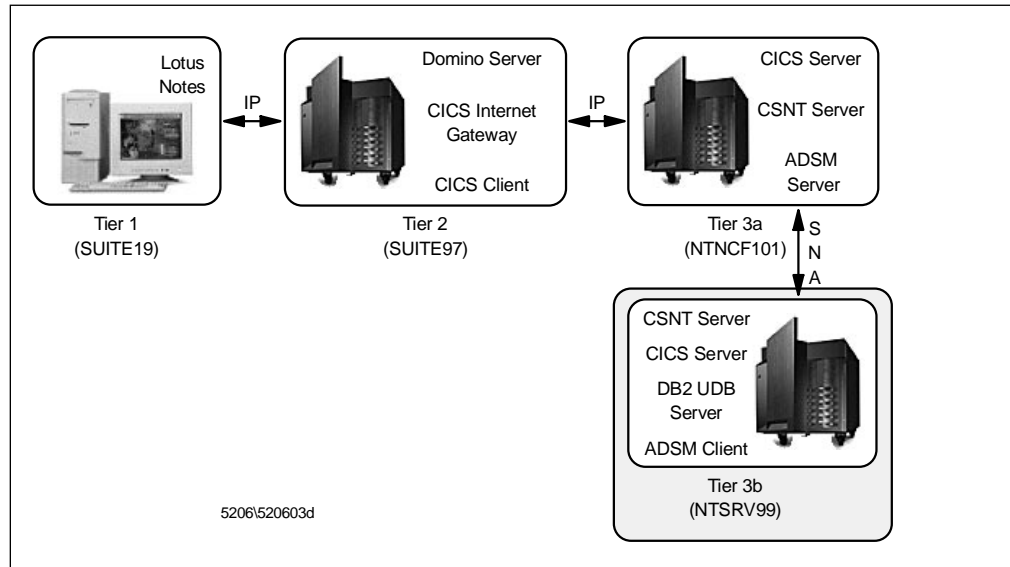 Lotus
Notes
IP
Domino Server
CICS Internet
Gateway
CICS Client
IP
CICS Server
CSNT Server
ADSM
Server
Tier 1
(SUITE19)
Tier 2
(SUITE97)
Tier 3a
(NTNCF101)
S
N
A
CSNT Server
CICS Server
DB2 UDB
Server
ADSM Client
Tier 3b
(NTSRV99)
5206\520603d